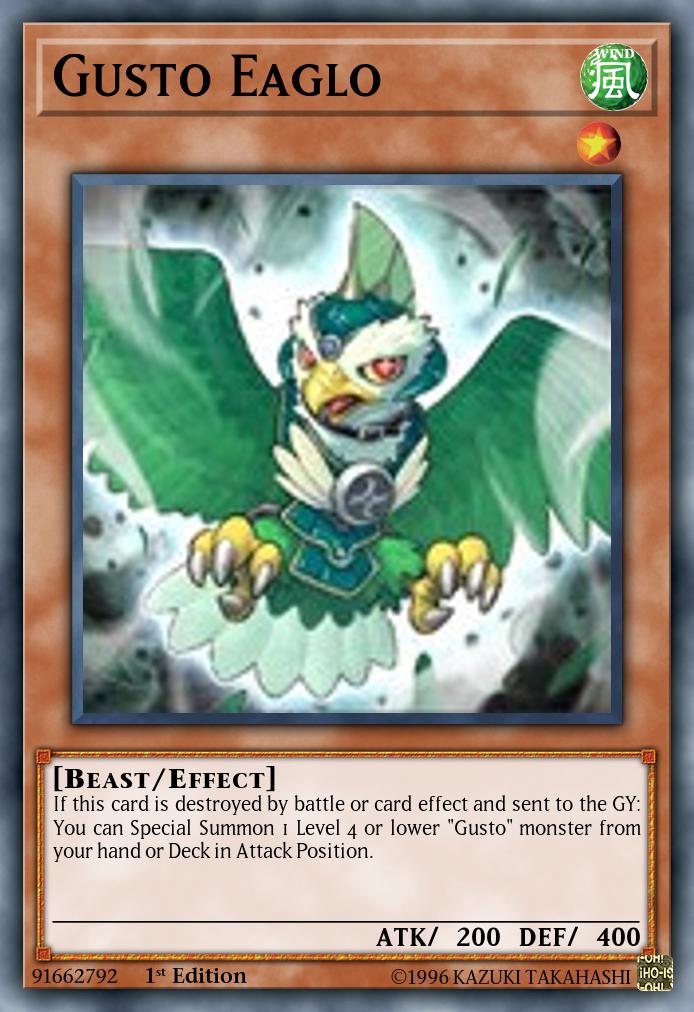 Gusto Eaglo
WIND
風
[Beast/Effect]
If this card is destroyed by battle or card effect and sent to the GY:
You can Special Summon 1 Level 4 or lower "Gusto" monster from
your hand or Deck in Attack Position.
ATK/ 200 DEF/ 400
91662792 1st Edition ©1996 KAZUKI TAKAHASHI